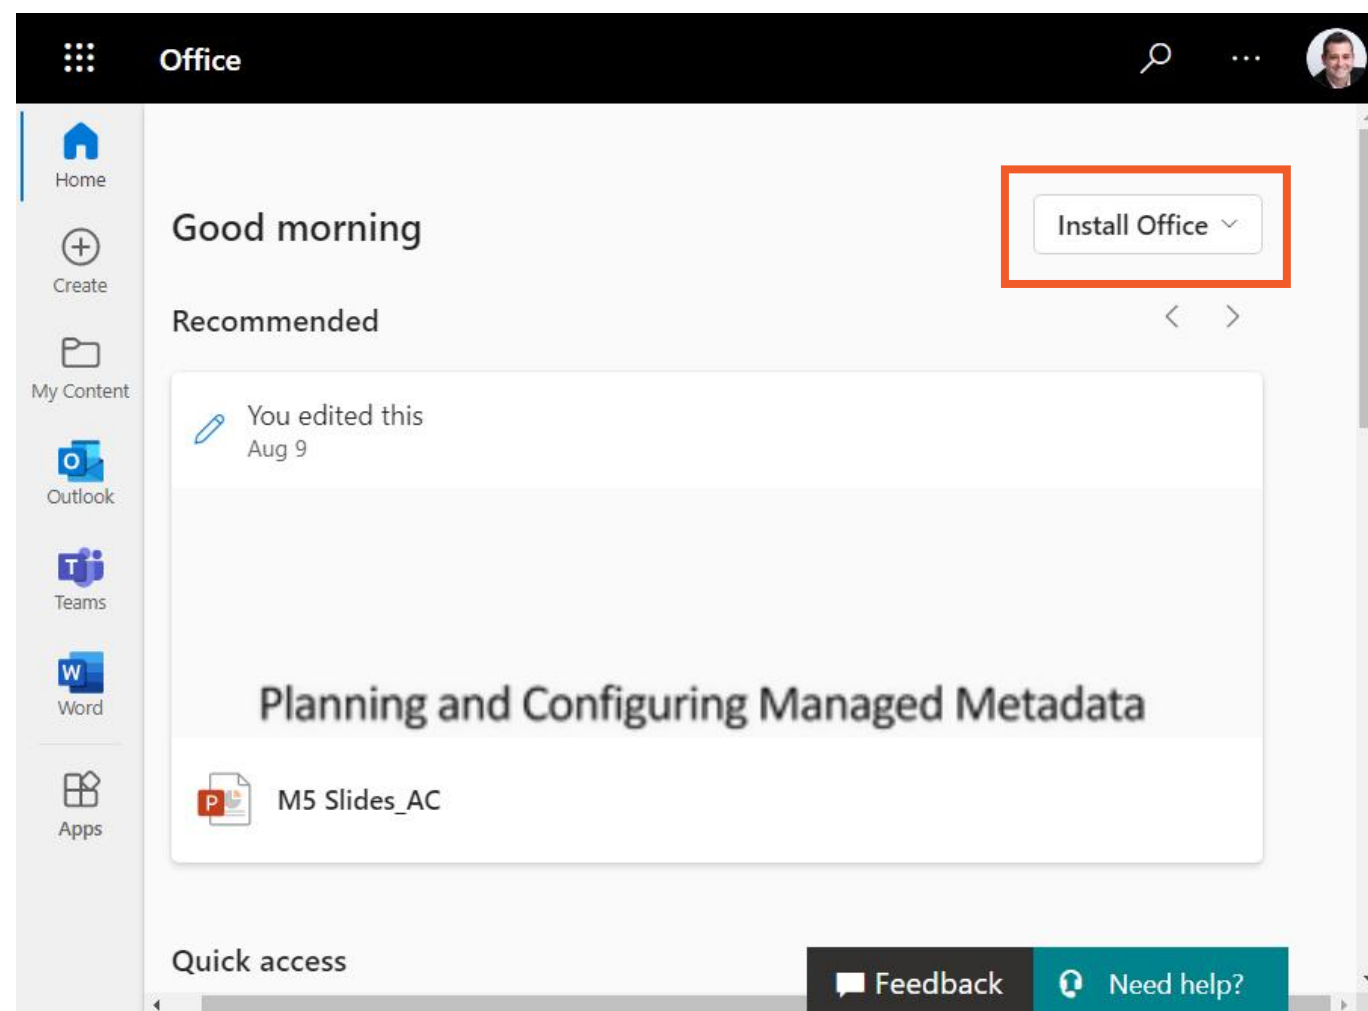 Office
Home
Good morning
Install Office
Create
Recommended
My Content
You edited this
Aug 9
Outlook
Teams
Planning and Configuring Managed Metadata
Word
M5 Slides_AC
Apps
Quick access
Feedback
Need help?